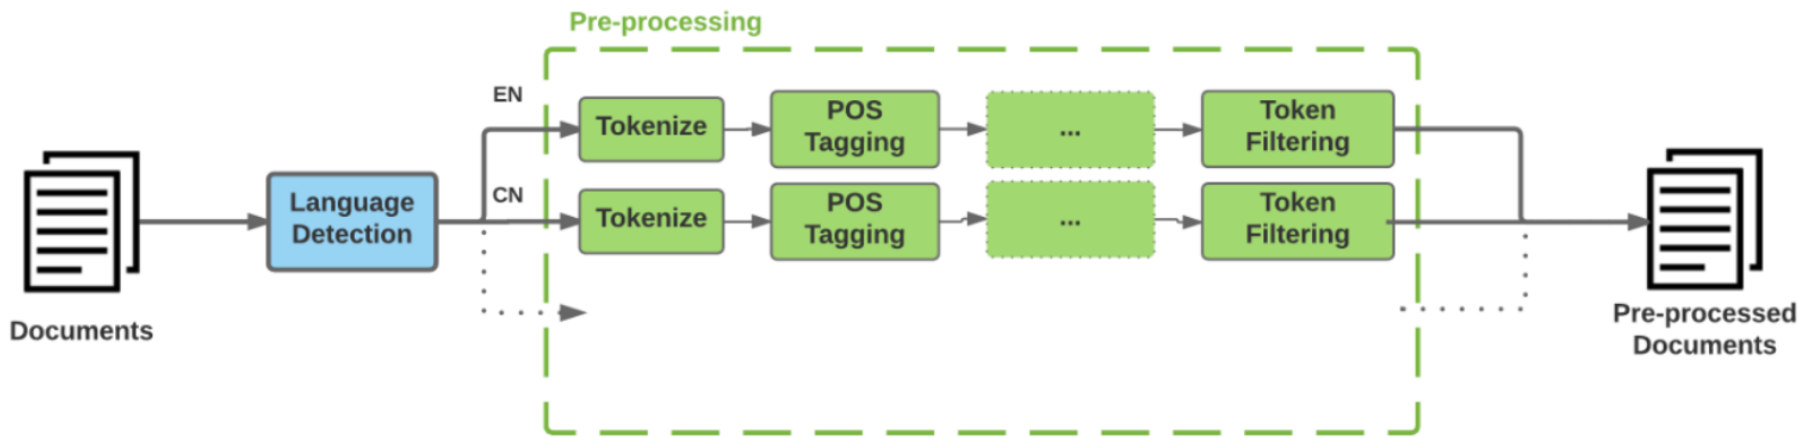 Pre-processing
EN
Tokenize
POS
Tagging
...
Token
Filtering
Language
Detection
CN
Tokenize
POS
Tagging
...
Token
Filtering
Documents
Pre-processed
Documents